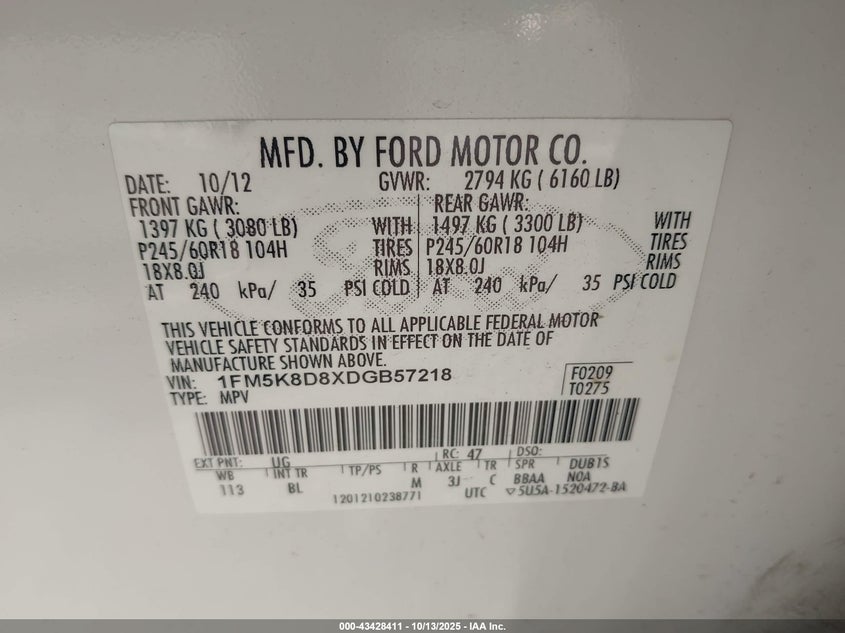 MFD. BY FORD MOTOR CO.
DATE: 10/12 GVWR: 2794 KG ( 6160 LB)
FRONT GAWR: REAR GAWR:
1397 KG ( 3080 LB) WITH 1497 KG ( 3300 LB) WITH
P245/60R18 104H TIRES P245/60R18 104H TIRES
18X8.0J RIMS 18X8.0J RIMS
AT 240 kPa/ 35 PSI COLD AT 240 kPa/ 35 PSI COLD
THIS VEHICLE CONFORMS TO ALL APPLICABLE FEDERAL MOTOR
VEHICLE SAFETY STANDARDS IN EFFECT ON THE DATE OF
MANUFACTURE SHOWN ABOVE.
VIN: 1FM5K8D8XDGB57218 F0209
TYPE: MPV T0275
EXT PNT: UG RC: 47 DSO:
WB INT TR TP/PS R AXLE TR SPR DUB1S
113 BL M 3J C BBAA N0A
1201210238771 UTC ▽5U5A-1520472-BA
000-43428411 - 10/13/2025 - IAA Inc.